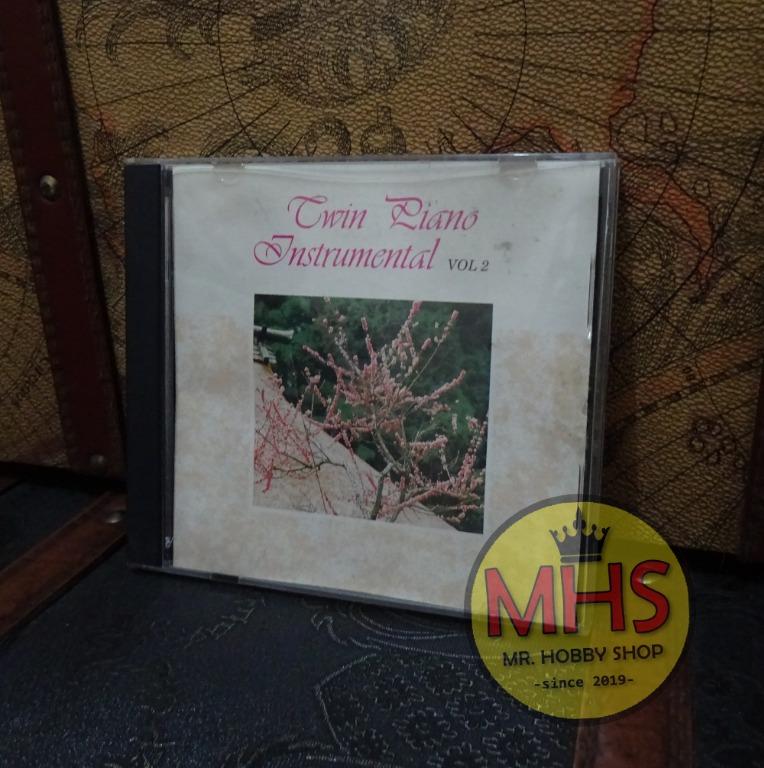 Twin Piano
Instrumental VOL 2
MHS
MR. HOBBY SHOP
-since 2019-